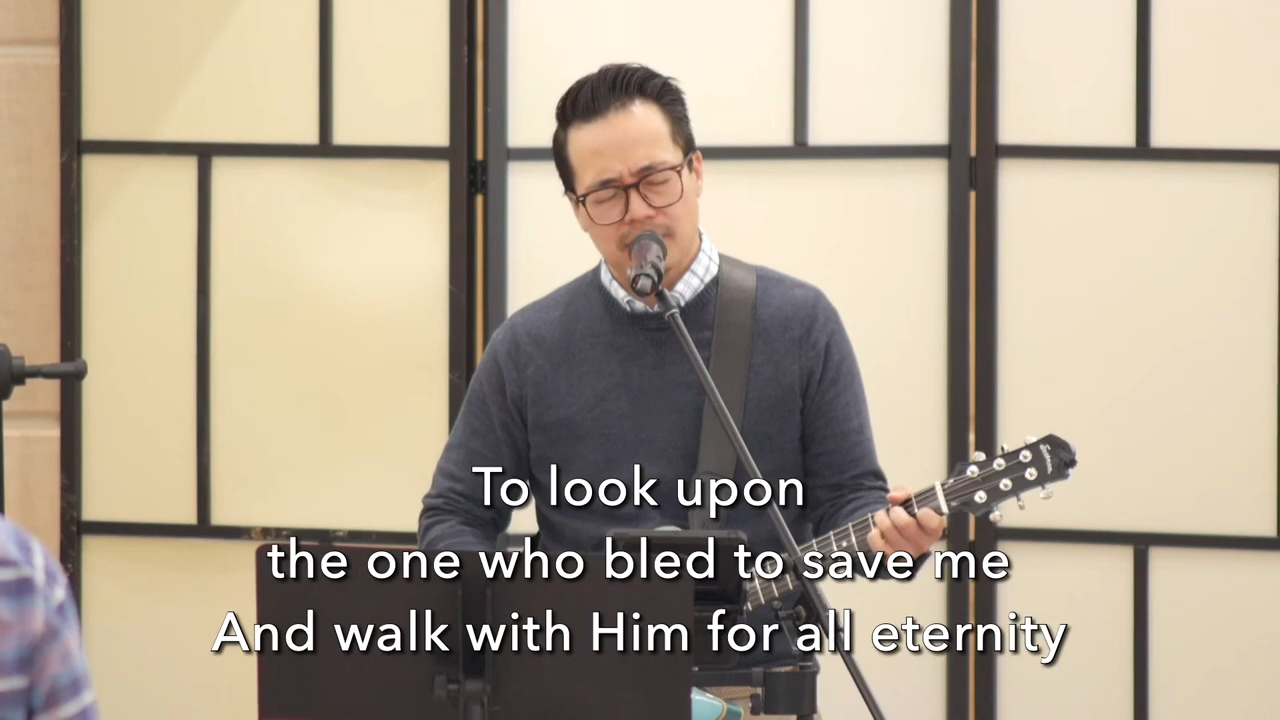 To look upon
the one who bled to save me
And walk with Him for all eternity